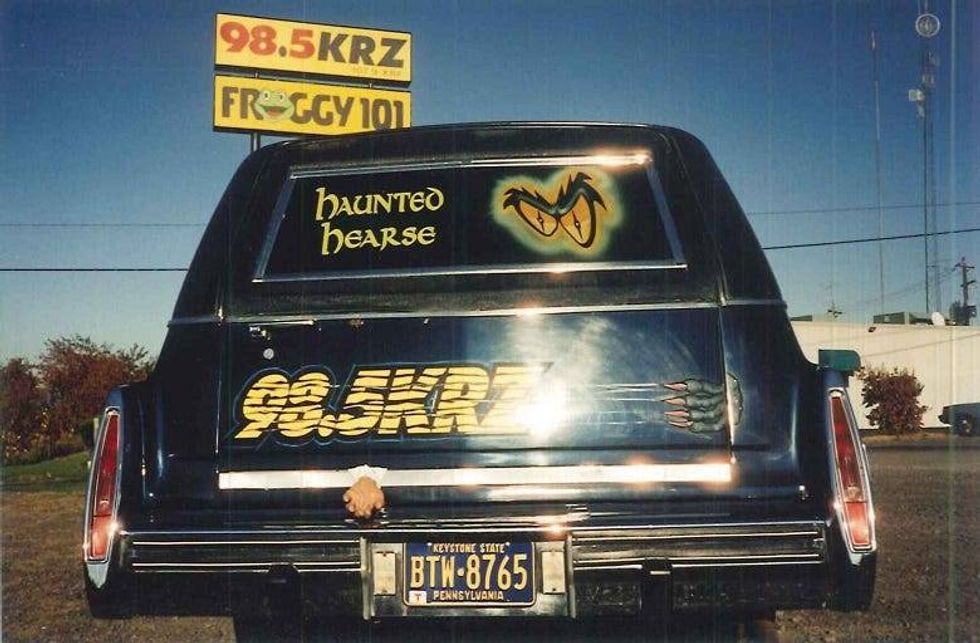 98.5KRZ
FROGGY 101
haunted
hearse
98.5KRZ
KEYSTONE STATE
BTW•8765
T
PENNSYLVANIA